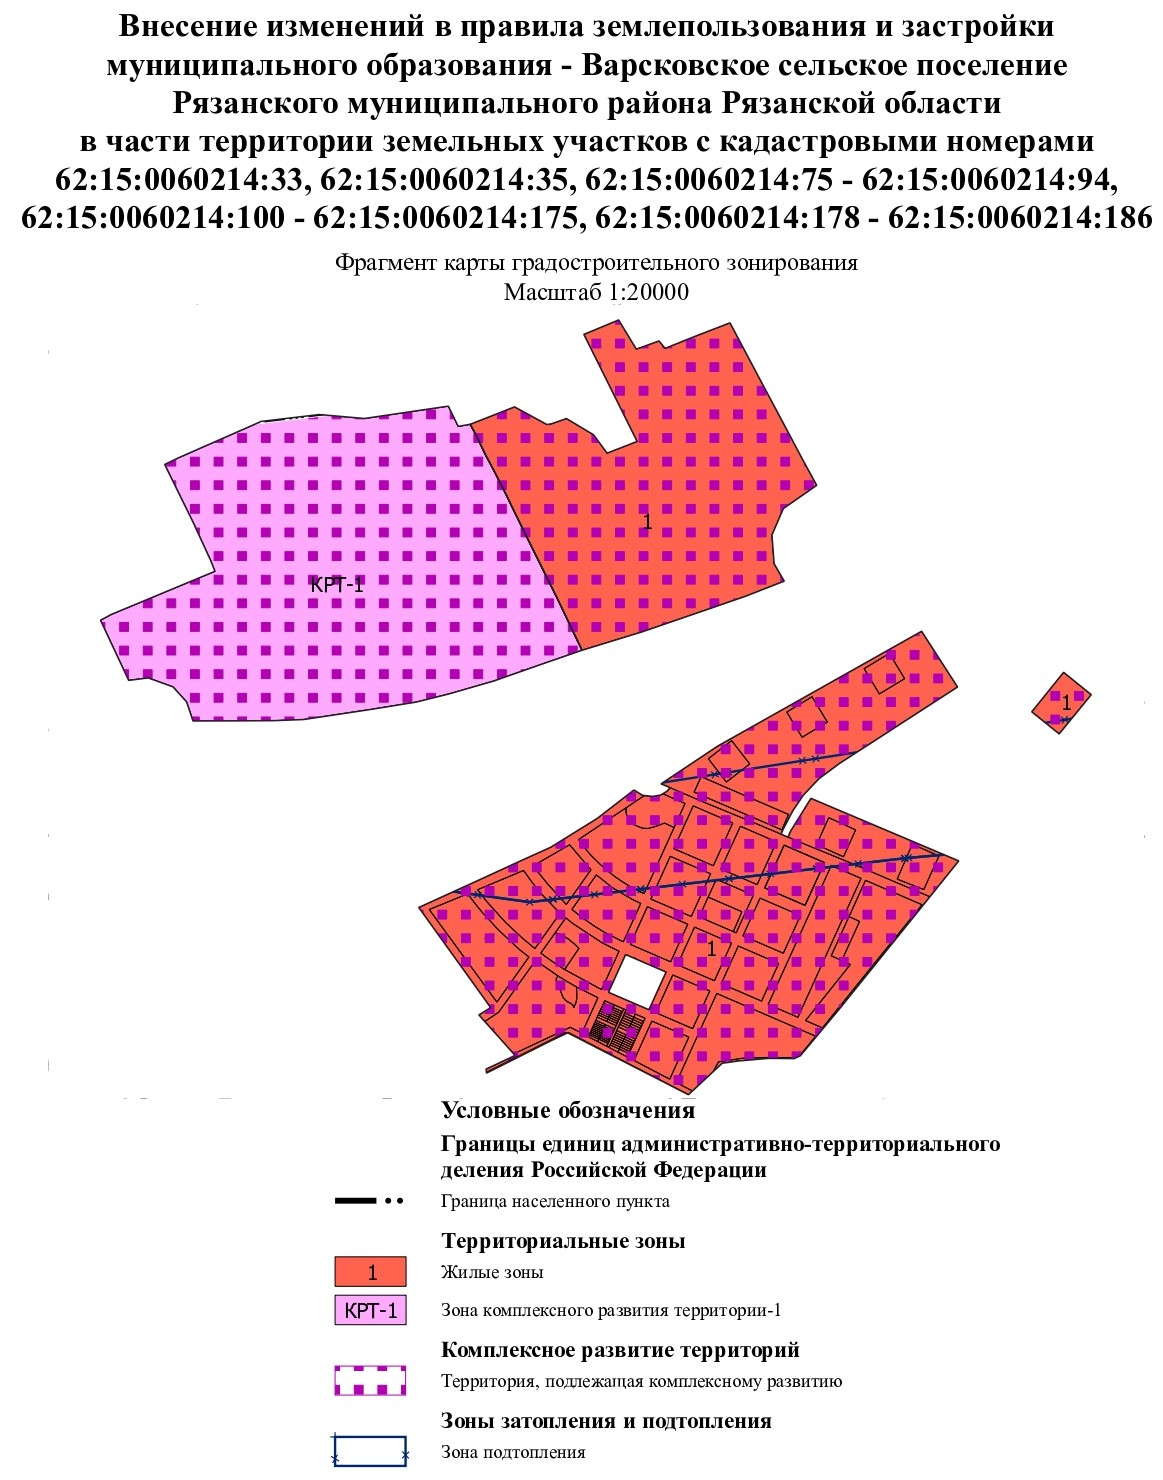 Внесение изменений в правила землепользования и застройки
муниципального образования - Варсковское сельское поселение
Рязанского муниципального района Рязанской области
в части территории земельных участков с кадастровыми номерами
62:15:0060214:33, 62:15:0060214:35, 62:15:0060214:75 - 62:15:0060214:94,
62:15:0060214:100 - 62:15:0060214:175, 62:15:0060214:178 - 62:15:0060214:186
Фрагмент карты градостроительного зонирования
Масштаб 1:20000
1
КРТ-1
1
1
Условные обозначения
Границы единиц административно-территориального
деления Российской Федерации
Граница населенного пункта
Территориальные зоны
1 Жилые зоны
КРТ-1 Зона комплексного развития территории-1
Комплексное развитие территорий
Территория, подлежащая комплексному развитию
Зоны затопления и подтопления
Зона подтопления